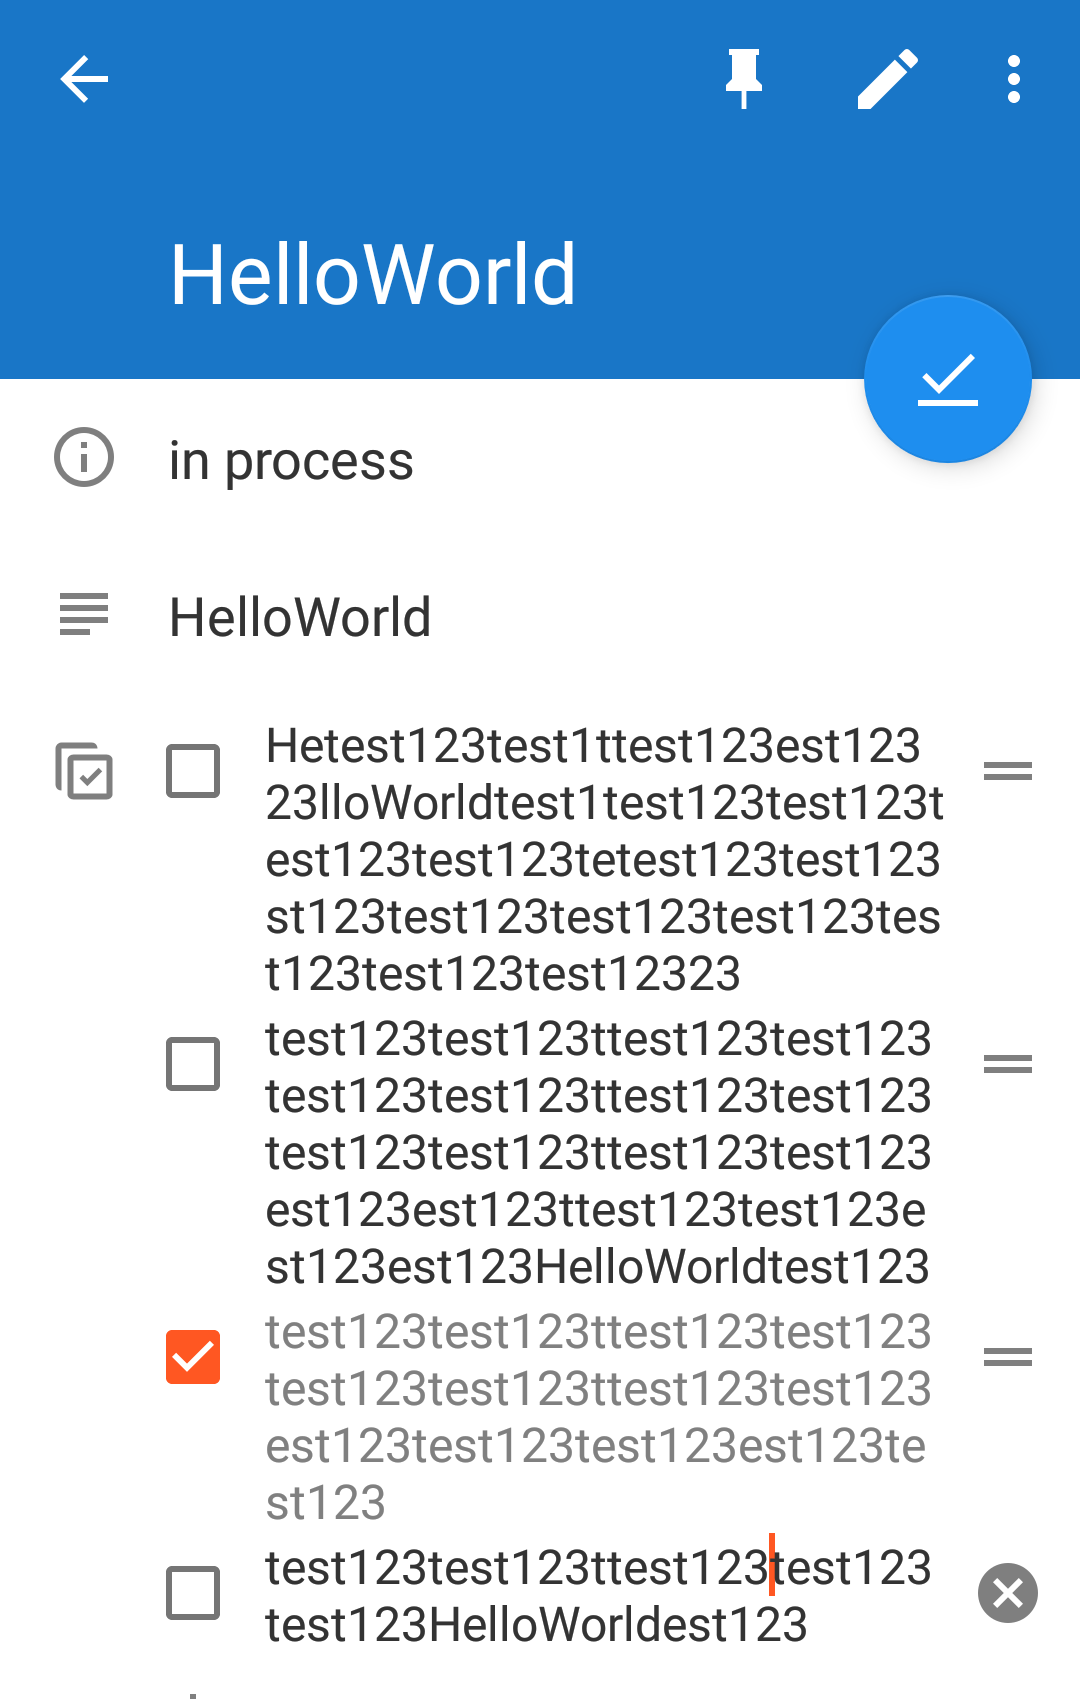 HelloWorld
in process
HelloWorld
Hetest123test1ttest123est123
23lloWorldtest1test123test123t
est123test123tetest123test123
st123test123test123test123tes
t123test123test12323
test123test123ttest123test123
test123test123ttest123test123
test123test123ttest123test123
est123est123ttest123test123e
st123est123HelloWorldtest123
test123test123ttest123test123
test123test123ttest123test123
est123test123test123est123te
st123
test123test123ttest123test123
test123HelloWorldest123